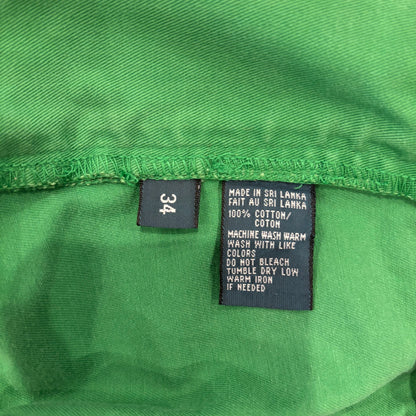 34
MADE IN SRI LANKA
FAIT AU SRI LANKA
100% COTTON/
COTON
MACHINE WASH WARM
WASH WITH LIKE
COLORS
DO NOT BLEACH
TUMBLE DRY LOW
WARM IRON
IF NEEDED